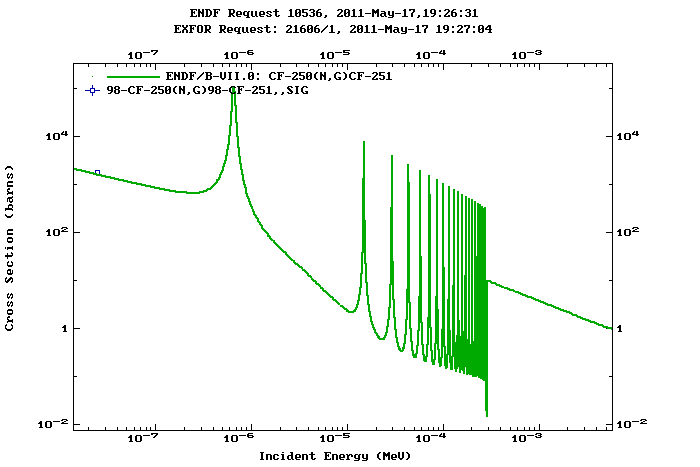 ENDF Request 10536, 2011-May-17,19:26:31
EXFOR Request: 21606/1, 2011-May-17 19:27:04
10-7 10-6 10-5 10-4 10-3
ENDF/B-VII.0: CF-250(N,G)CF-251
98-CF-250(N,G)98-CF-251,,SIG
104 104
102 102
1 1
10-2 10-2
Cross Section (barns)
10-7 10-6 10-5 10-4 10-3
Incident Energy (MeV)